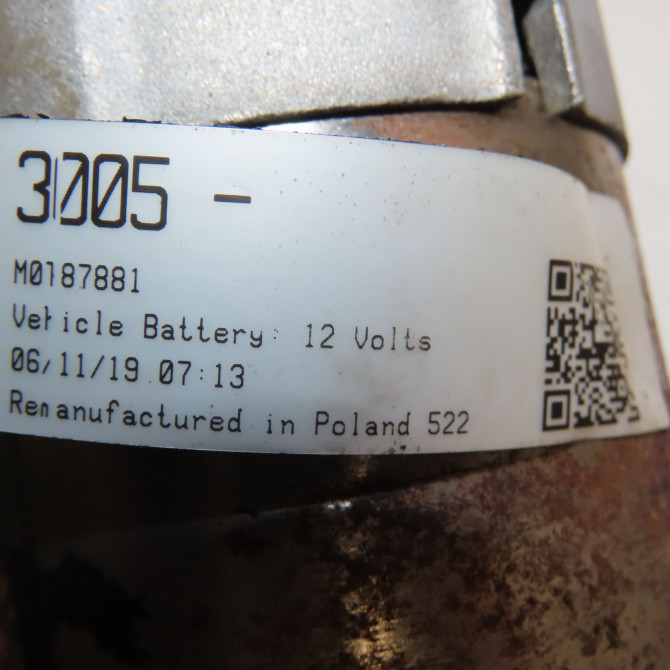 3005 -
M0187881
Vehicle Battery: 12 Volts
06/11/19 07:13
Remanufactured in Poland 522